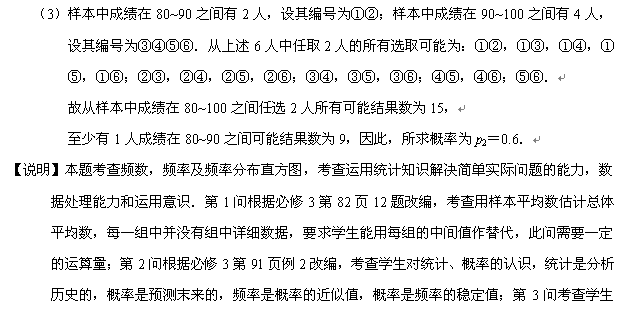 （3）样本中成绩在 80~90 之间有 2 人，设其编号为①②；样本中成绩在 90~100 之间有 4 人，
设其编号为③④⑤⑥．从上述 6 人中任取 2 人的所有选取可能为：①②，①③，①④，①
⑤，①⑥；②③，②④，②⑤，②⑥；③④，③⑤，③⑥；④⑤，④⑥；⑤⑥．
故从样本中成绩在 80~100 之间任选 2 人所有可能结果数为 15，
至少有 1 人成绩在 80~90 之间可能结果数为 9，因此，所求概率为 p₂＝0.6．
【说明】本题考查频数，频率及频率分布直方图，考查运用统计知识解决简单实际问题的能力，数
据处理能力和运用意识．第 1 问根据必修 3 第 82 页 12 题改编，考查用样本平均数估计总体
平均数，每一组中并没有组中详细数据，要求学生能用每组的中间值作替代，此问需要一定
的运算量；第 2 问根据必修 3 第 91 页例 2 改编，考查学生对统计、概率的认识，统计是分析
历史的，概率是预测末来的，频率是概率的近似值，概率是频率的稳定值；第 3 问考查学生